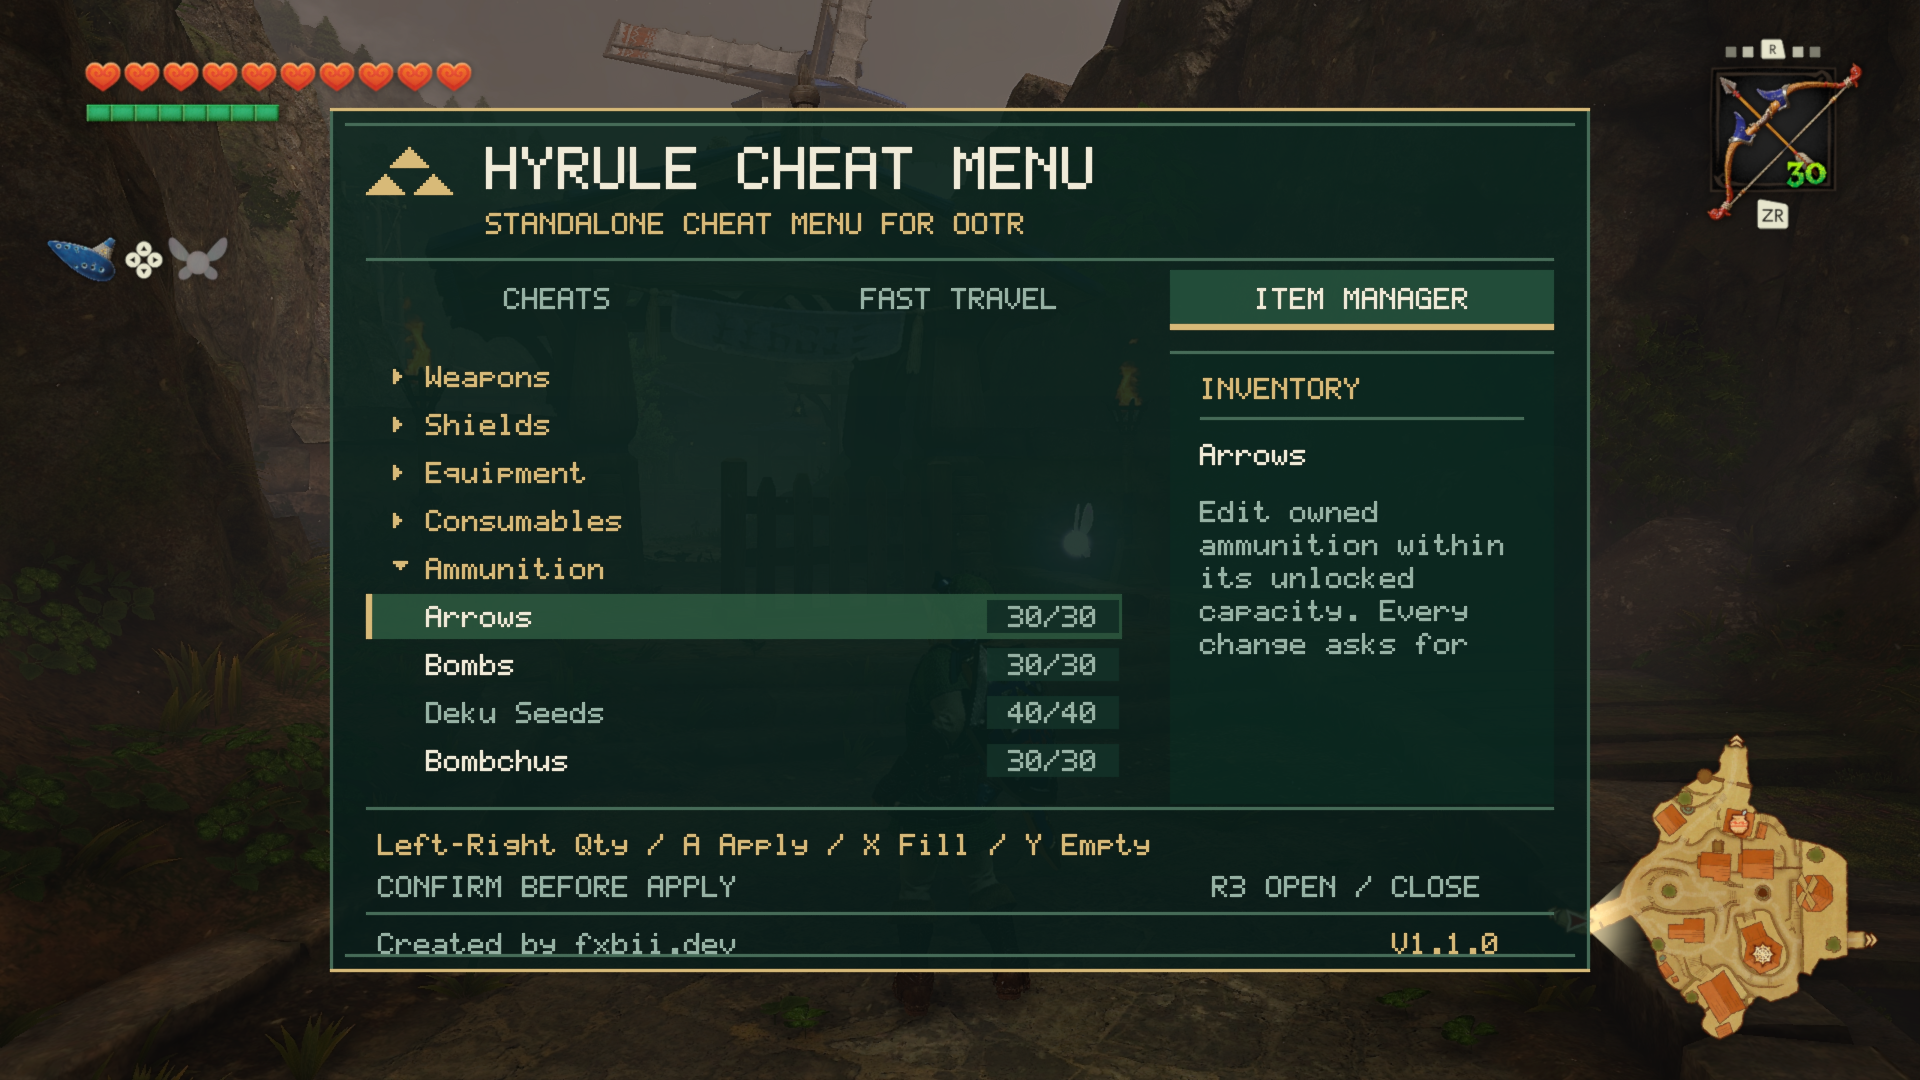 R
30
ZR
HYRULE CHEAT MENU
STANDALONE CHEAT MENU FOR OOTR
CHEATS
FAST TRAVEL
ITEM MANAGER
Weapons
Shields
Equipment
Consumables
Ammunition
Arrows 30/30
Bombs 30/30
Deku Seeds 40/40
Bombchus 30/30
INVENTORY
Arrows
Edit owned
ammunition within
its unlocked
capacity. Every
change asks for
Left-Right Qty / A Apply / X Fill / Y Empty
CONFIRM BEFORE APPLY
R3 OPEN / CLOSE
Created by fxbii.dev
V1.1.0